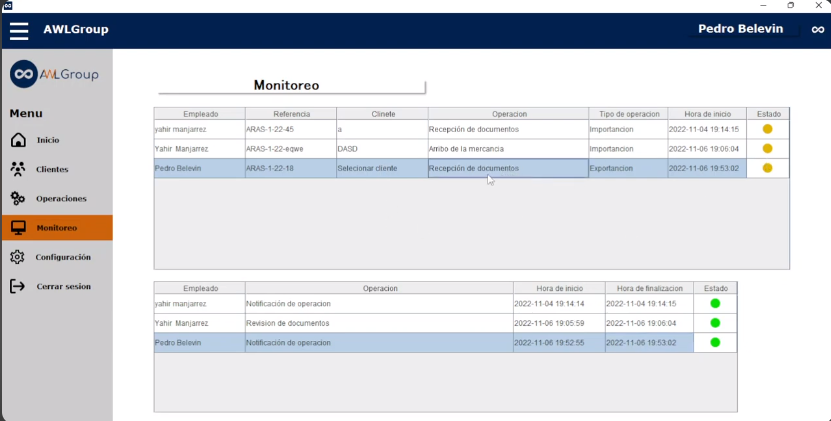 AWLGroup
Pedro Belevin
AWLGroup
Monitoreo
Menu
Inicio
Clientes
Operaciones
Monitoreo
Configuración
Cerrar sesion
Empleado Referencia Clinete Operacion Tipo de operacion Hora de inicio Estado
yahir manjarrez ARAS-1-22-45 a Recepción de documentos Importancion 2022-11-04 19:14:15
Yahir Manjarrez ARAS-1-22-eqwe DASD Arribo de la mercancia Importancion 2022-11-06 19:06:04
Pedro Belevin ARAS-1-22-18 Selecionar cliente Recepción de documentos Exportancion 2022-11-06 19:53:02
Empleado Operacion Hora de inicio Hora de finalizacion Estado
yahir manjarrez Notificación de operacion 2022-11-04 19:14:14 2022-11-04 19:14:15
Yahir Manjarrez Revision de documentos 2022-11-06 19:05:59 2022-11-06 19:06:04
Pedro Belevin Notificación de operacion 2022-11-06 19:52:55 2022-11-06 19:53:02